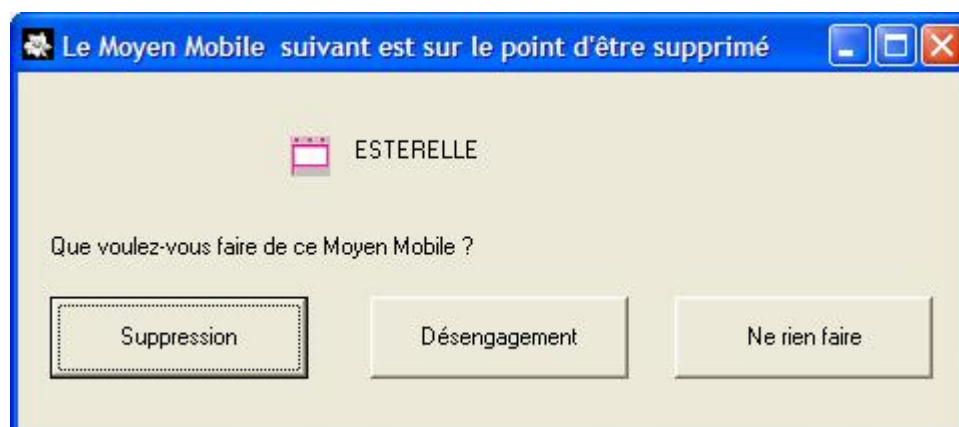 Le Moyen Mobile suivant est sur le point d'être supprimé
ESTERELLE
Que voulez-vous faire de ce Moyen Mobile ?
Suppression
Désengagement
Ne rien faire